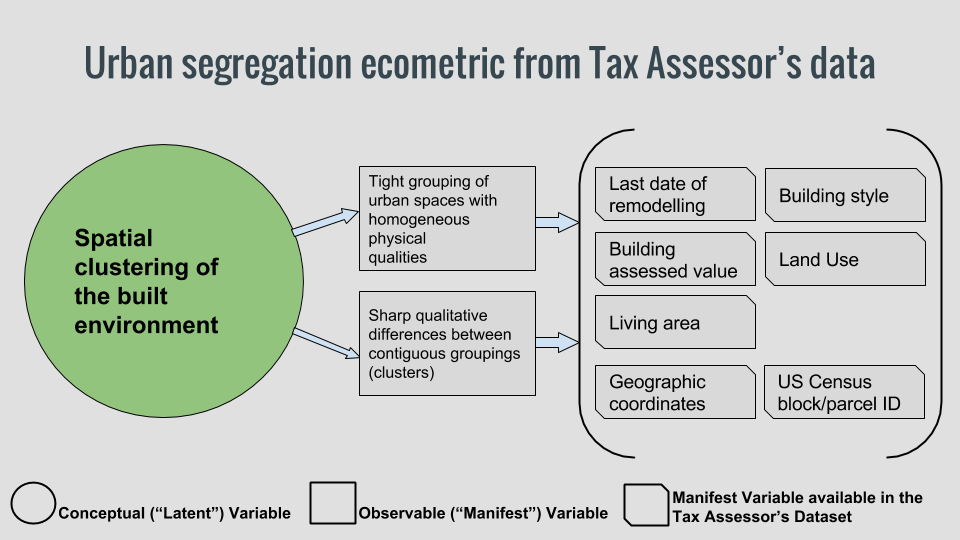 Urban segregation ecometric from Tax Assessor's data
Spatial
clustering of
the built
environment
Tight grouping of
urban spaces with
homogeneous
physical
qualities
Sharp qualitative
differences between
contiguous groupings
(clusters)
Last date of
remodelling
Building style
Building
assessed value
Land Use
Living area
Geographic
coordinates
US Census
block/parcel ID
Conceptual (“Latent”) Variable
Observable (“Manifest”) Variable
Manifest Variable available in the
Tax Assessor's Dataset